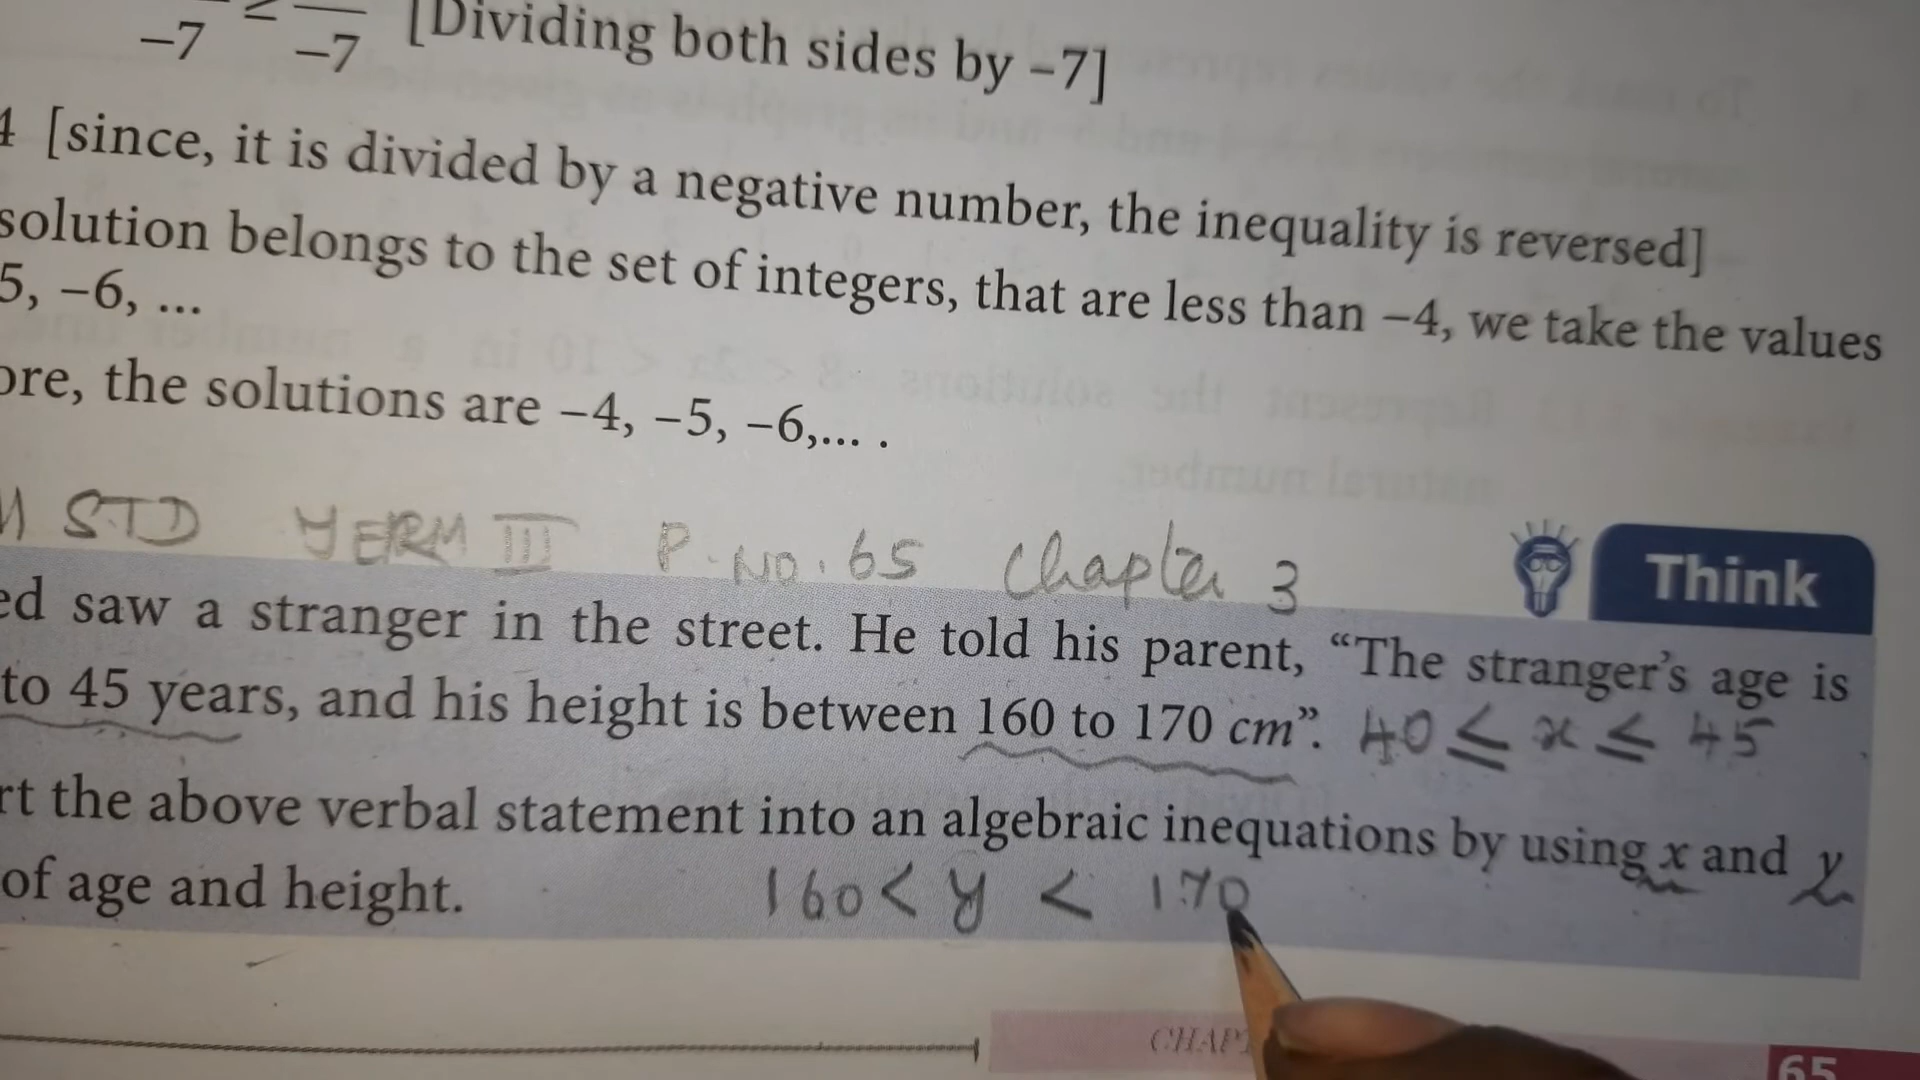 -7 ≤ -7 [Dividing both sides by -7]
4 [since, it is divided by a negative number, the inequality is reversed]
solution belongs to the set of integers, that are less than -4, we take the values
5, -6, ...
ore, the solutions are -4, -5, -6,... .
STD TERM III P. NO. 65 Chapter 3
Think
ed saw a stranger in the street. He told his parent, “The stranger’s age is
to 45 years, and his height is between 160 to 170 cm”. 40 ≤ x ≤ 45
rt the above verbal statement into an algebraic inequations by using x and y
of age and height. 160 < y < 170
CHAP
65